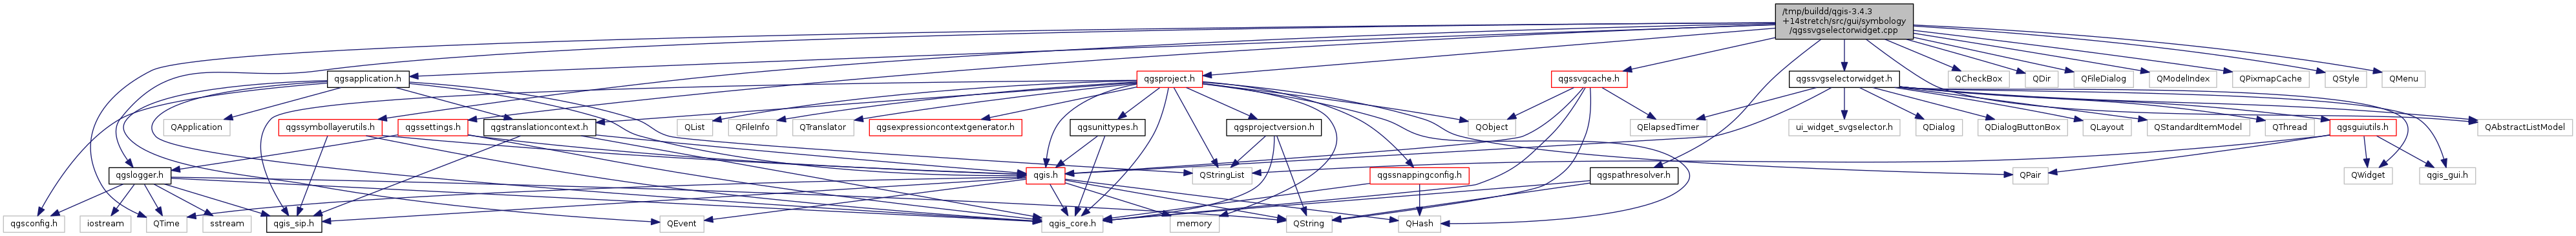 /tmp/buildd/qgis-3.4.3
+14stretch/src/gui/symbology
/qgssvgselectorwidget.cpp
qgsapplication.h
qgsproject.h
qgssvgcache.h
qgssvgselectorwidget.h
QCheckBox
QDir
QFileDialog
QModelIndex
QPixmapCache
QStyle
QMenu
QApplication
qgssymbollayerutils.h
qgssettings.h
qgstranslationcontext.h
QList
QFileInfo
QTranslator
qgsexpressioncontextgenerator.h
qgsunittypes.h
qgsprojectversion.h
QObject
QElapsedTimer
ui_widget_svgselector.h
QDialog
QDialogButtonBox
QLayout
QStandardItemModel
QThread
qgsguiutils.h
QAbstractListModel
qgslogger.h
qgis.h
QStringList
qgssnappingconfig.h
qgspathresolver.h
QPair
QWidget
qgis_gui.h
qgsconfig.h
iostream
QTime
sstream
qgis_sip.h
QEvent
qgis_core.h
memory
QString
QHash